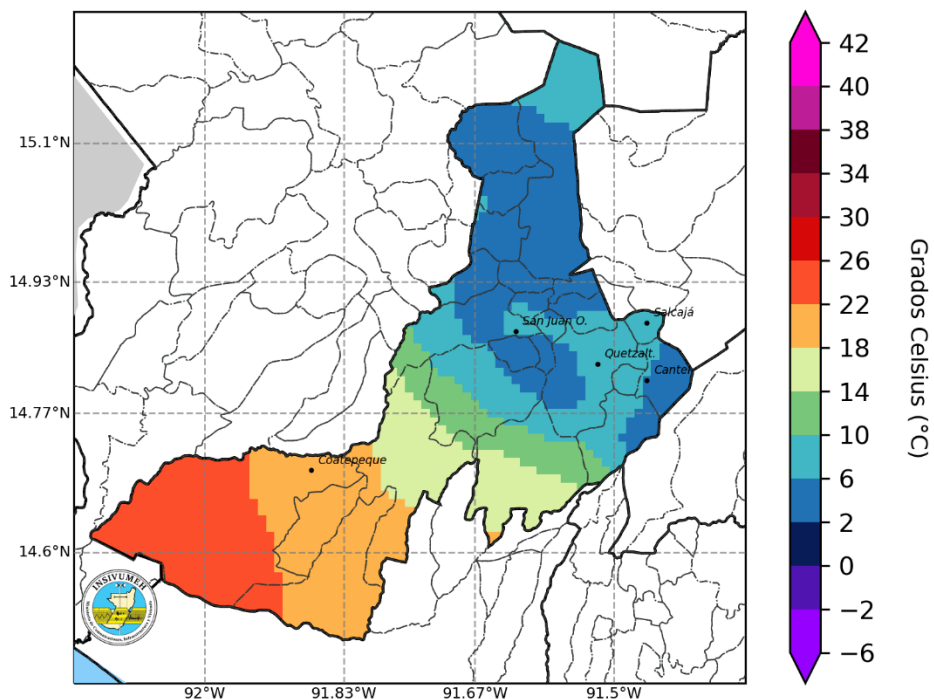 15.1°N
14.93°N
14.77°N
14.6°N
92°W
91.83°W
91.67°W
91.5°W
Salcajá
San Juan O.
Quetzalt.
Cantel
Coatepeque
INSIVUMEH
42
40
38
34
30
26
22
18
14
10
6
2
0
−2
−6
Grados Celsius (°C)